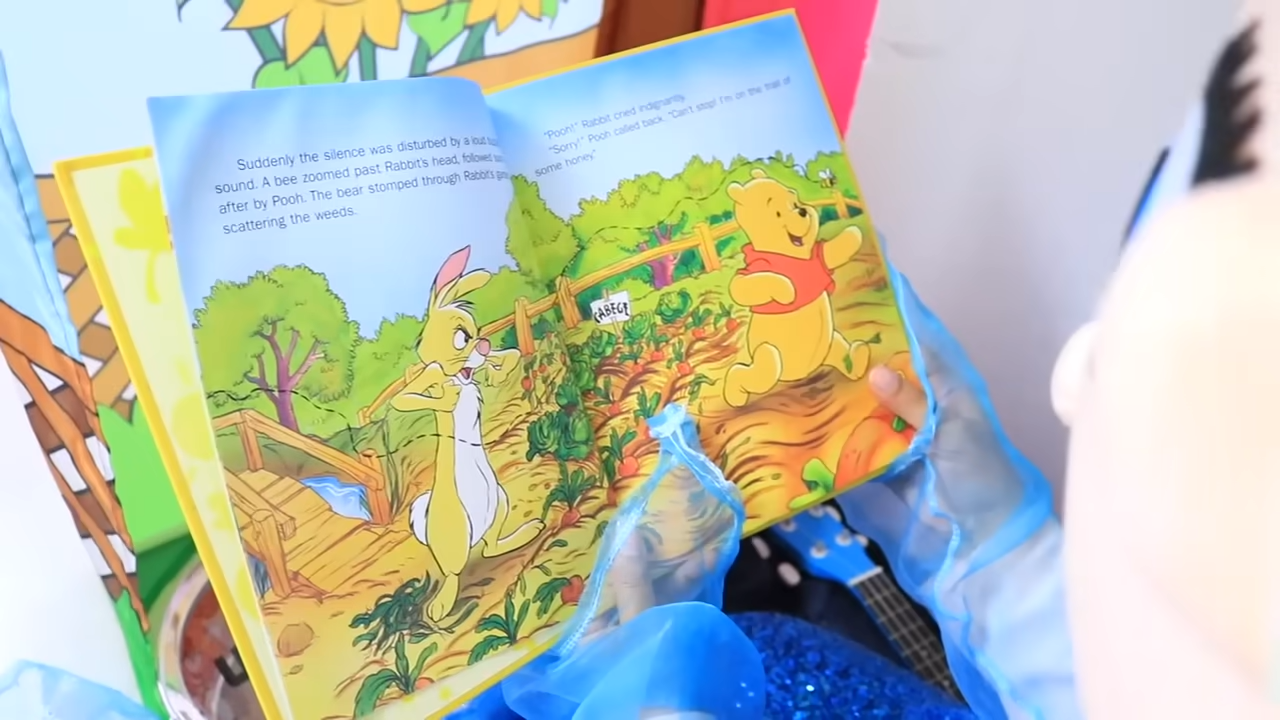 Suddenly the silence was disturbed by a loud
sound. A bee zoomed past Rabbit's head, followed
after by Pooh. The bear stomped through Rabbit's
scattering the weeds.
"Pooh!" Rabbit cried indignantly.
"Sorry!" Pooh called back. "Can't stop! I'm on the trail of
some honey."
CABEGE